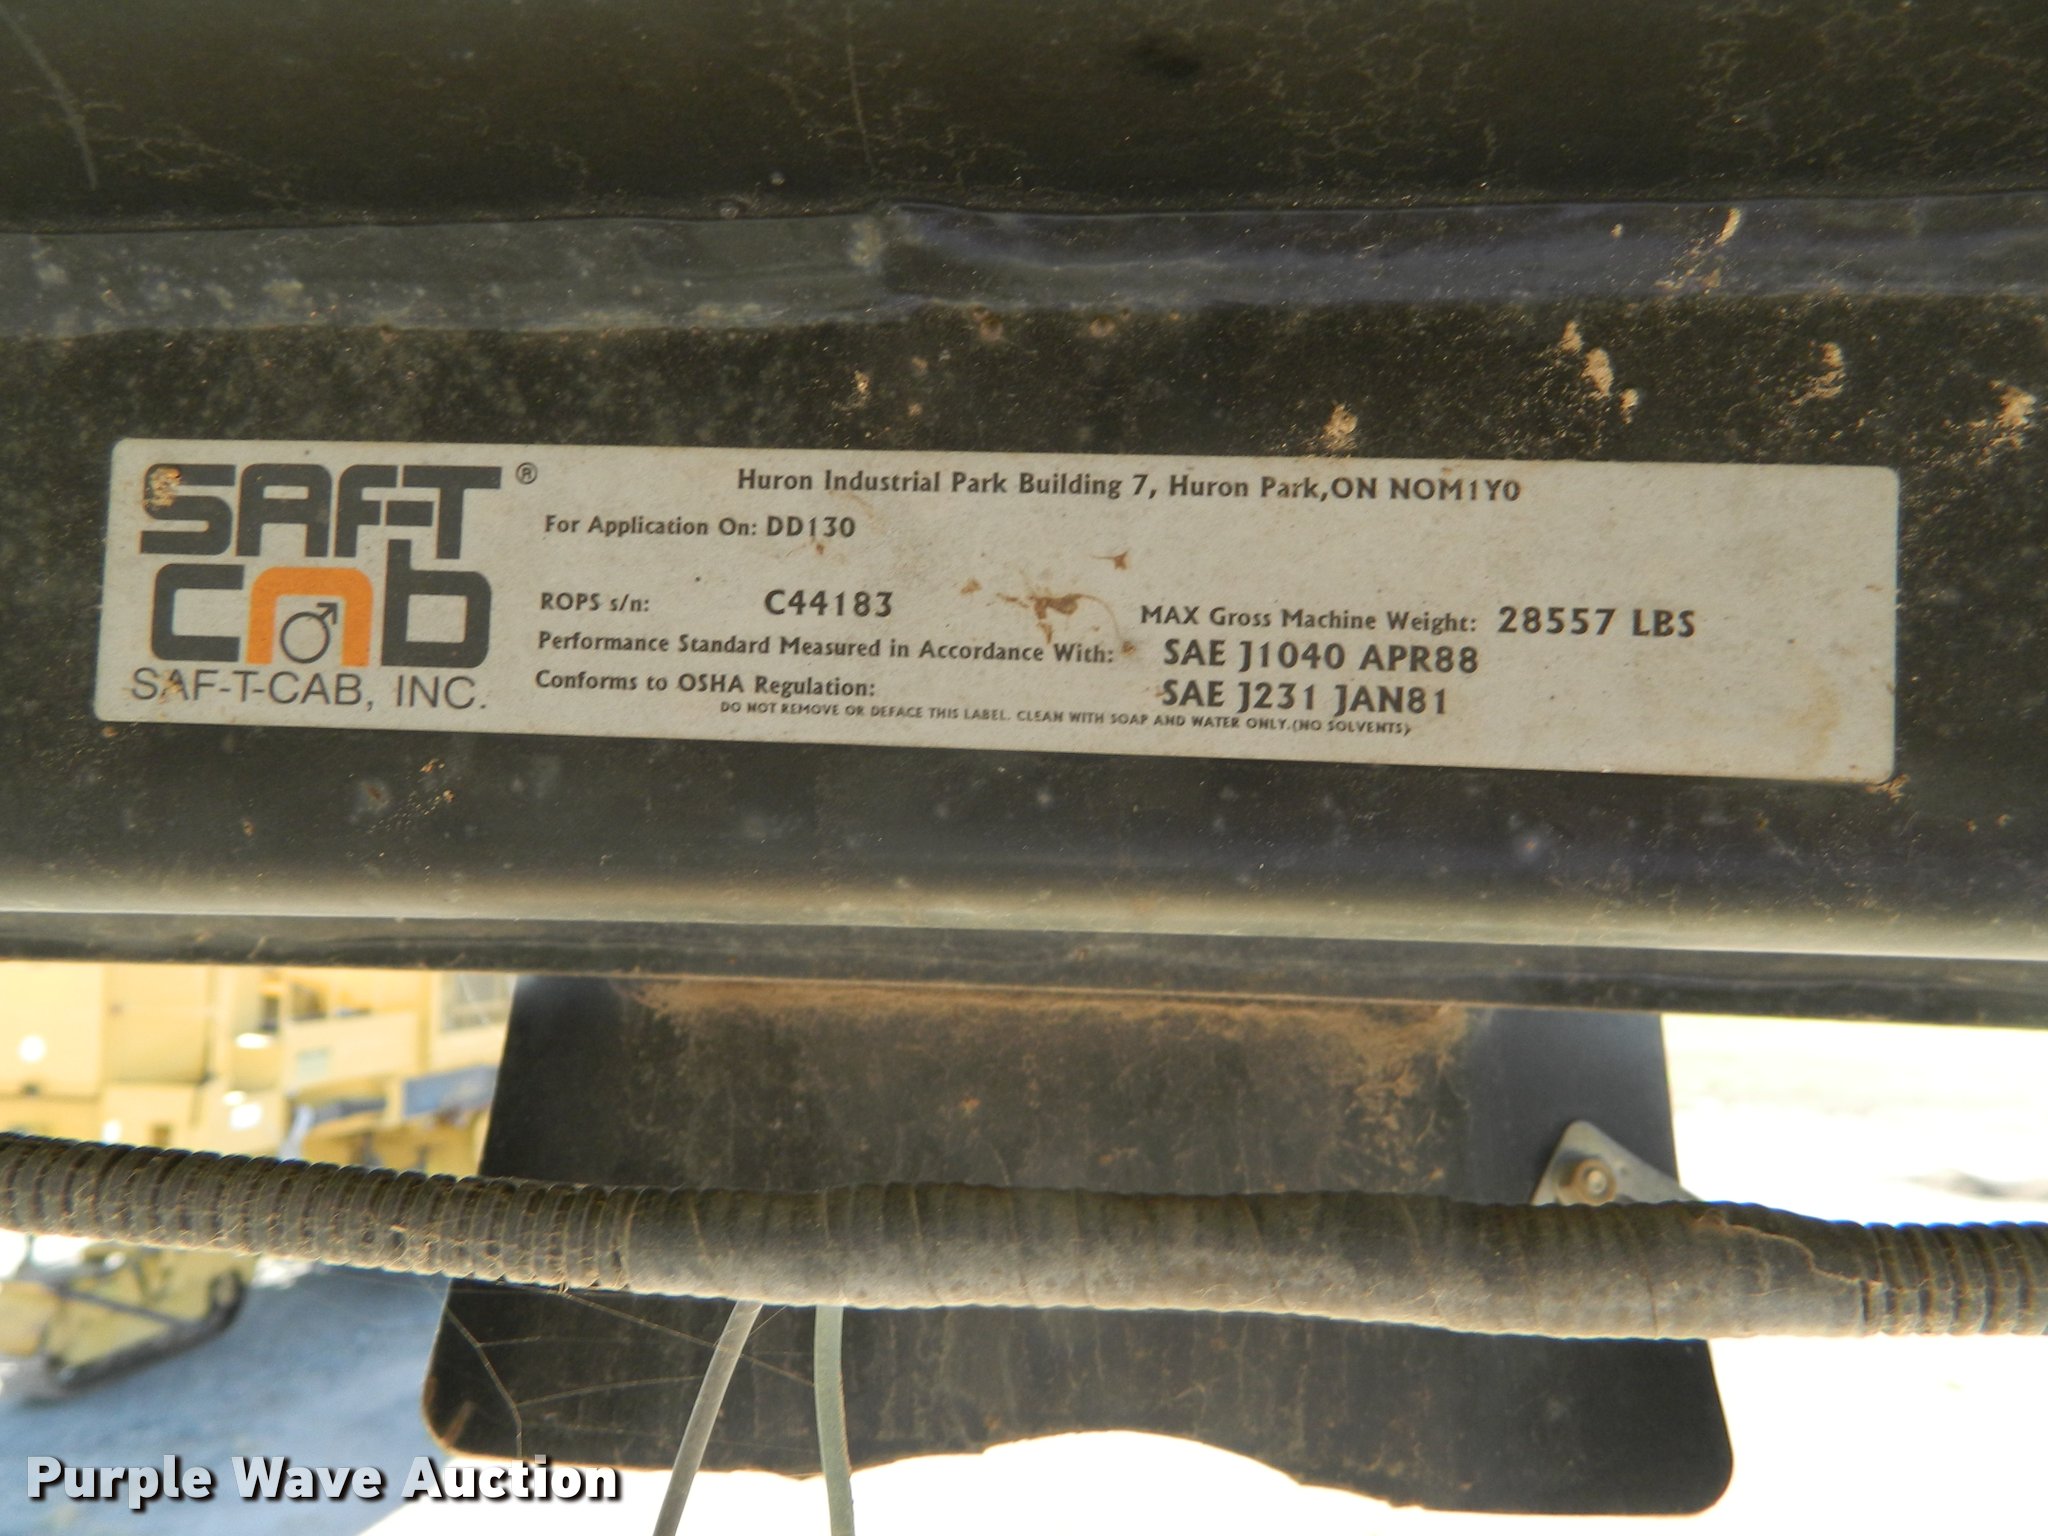 SAF-T®
cab
SAF-T-CAB, INC.
Huron Industrial Park Building 7, Huron Park,ON NOM1Y0
For Application On: DD130
ROPS s/n: C44183
MAX Gross Machine Weight: 28557 LBS
Performance Standard Measured in Accordance With: SAE J1040 APR88
Conforms to OSHA Regulation: SAE J231 JAN81
DO NOT REMOVE OR DEFACE THIS LABEL. CLEAN WITH SOAP AND WATER ONLY.(NO SOLVENTS)
Purple Wave Auction